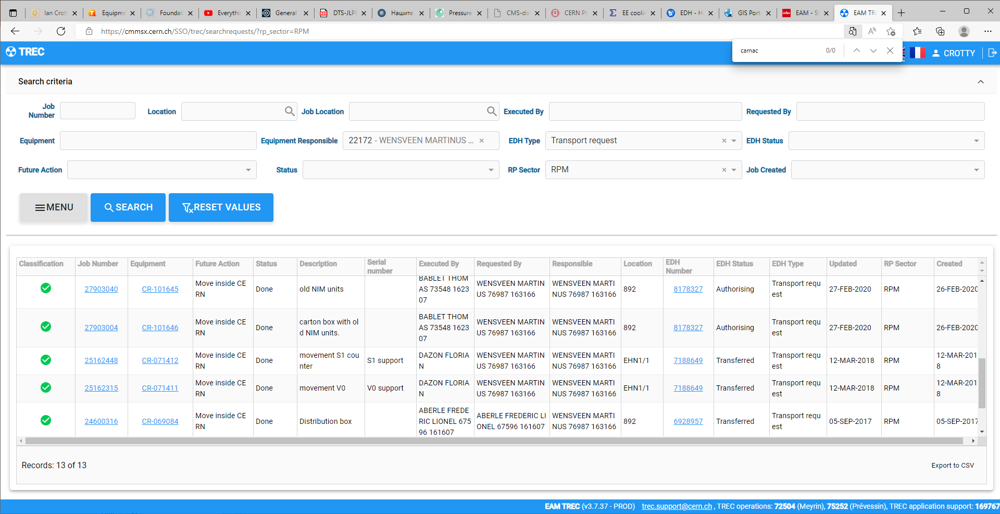 Ian Crott
Equipme
Foundat
Everythi
General
DTS-JLPI
Нашите
Pressure
CMS-do
CERN P
EE coolin
EDH - H
GIS Port
infor
EAM - S
EAM TR
https://cmmsx.cern.ch/SSO/trec/searchrequests/?rp_sector=RPM
camac
0/0
TREC
CROTTY
Search criteria
Job Number
Location
Job Location
Executed By
Requested By
Equipment
Equipment Responsible
22172 - WENSVEEN MARTINUS ...
EDH Type
Transport request
EDH Status
Future Action
Status
RP Sector
RPM
Job Created
MENU
SEARCH
RESET VALUES
Classification Job Number Equipment Future Action Status Description Serial number Executed By Requested By Responsible Location EDH Number EDH Status EDH Type Updated RP Sector Created
27903040 CR-101645 Move inside CERN Done old NIM units BABLET THOMAS 73548 162307 WENSVEEN MARTINUS 76987 163166 WENSVEEN MARTINUS 76987 163166 892 8178327 Authorising Transport request 27-FEB-2020 RPM 26-FEB-2020
27903004 CR-101646 Move inside CERN Done carton box with old NIM units. BABLET THOMAS 73548 162307 WENSVEEN MARTINUS 76987 163166 WENSVEEN MARTINUS 76987 163166 892 8178327 Authorising Transport request 27-FEB-2020 RPM 26-FEB-2020
25162448 CR-071412 Move inside CERN Done movement S1 counter S1 support DAZON FLORIAN WENSVEEN MARTINUS 76987 163166 WENSVEEN MARTINUS 76987 163166 EHN1/1 7188649 Transferred Transport request 12-MAR-2018 RPM 12-MAR-2018
25162315 CR-071411 Move inside CERN Done movement V0 V0 support DAZON FLORIAN WENSVEEN MARTINUS 76987 163166 WENSVEEN MARTINUS 76987 163166 EHN1/1 7188649 Transferred Transport request 12-MAR-2018 RPM 12-MAR-2018
24600316 CR-069084 Move inside CERN Done Distribution box ABERLE FREDERIC LIONEL 67596 161607 ABERLE FREDERIC LIONEL 67596 161607 WENSVEEN MARTINUS 76987 163166 892 6928957 Transferred Transport request 05-SEP-2017 RPM 05-SEP-2017
Records: 13 of 13
Export to CSV
EAM TREC (v3.7.37 - PROD) trec.support@cern.ch , TREC operations: 72504 (Meyrin), 75252 (Prévessin), TREC application support: 169767